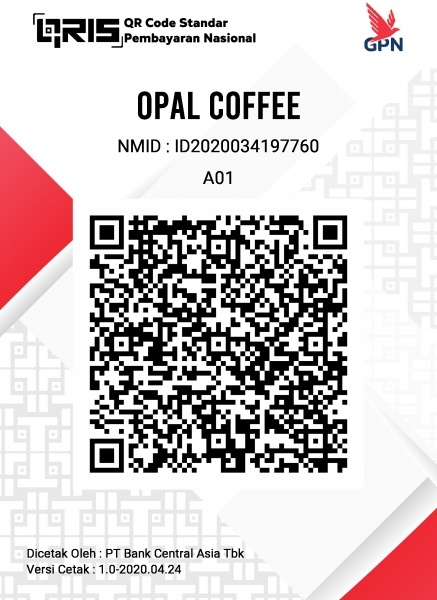 QRIS QR Code Standar
Pembayaran Nasional
GPN
OPAL COFFEE
NMID : ID2020034197760
A01
Dicetak Oleh : PT Bank Central Asia Tbk
Versi Cetak : 1.0-2020.04.24